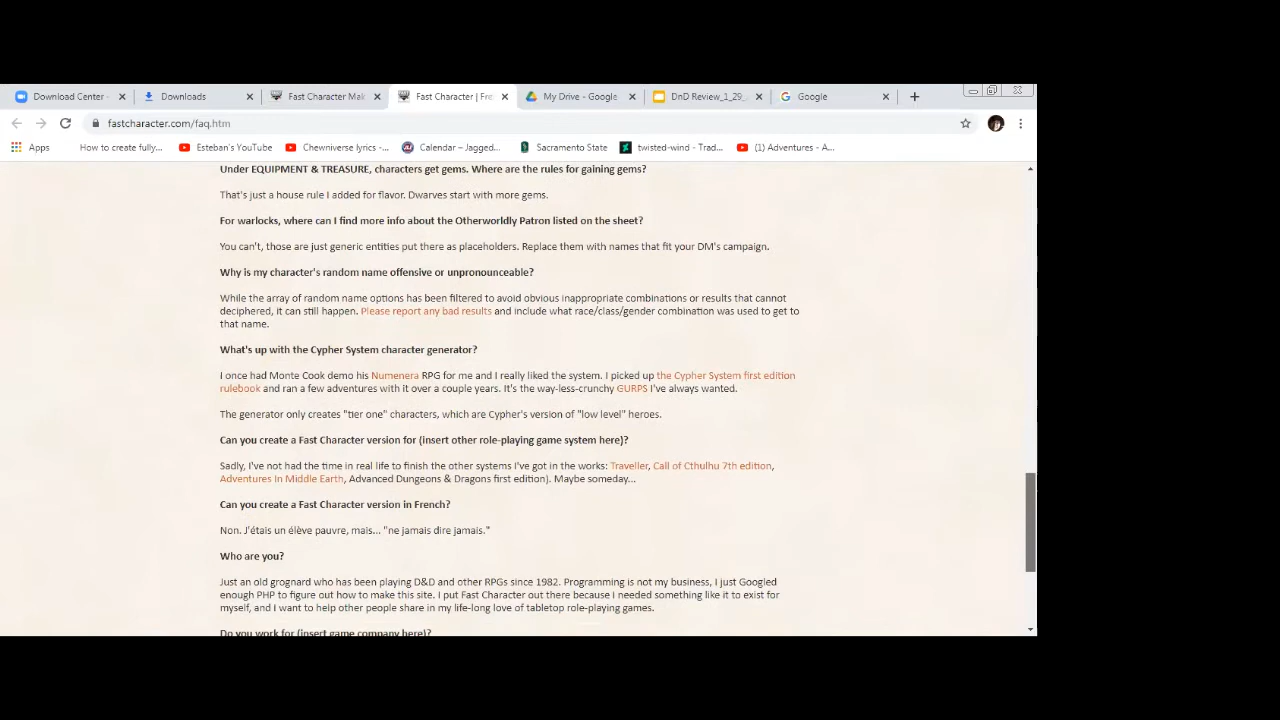 Download Center - Downloads Fast Character Mak Fast Character | Fre My Drive - Google DnD Review_1_29_ Google
fastcharacter.com/faq.htm
Apps How to create fully... Esteban's YouTube Chewniverse lyrics -... Calendar – Jagged... Sacramento State twisted-wind - Trad... (1) Adventures - A...
Under EQUIPMENT & TREASURE, characters get gems. Where are the rules for gaining gems?
That's just a house rule I added for flavor. Dwarves start with more gems.
For warlocks, where can I find more info about the Otherworldly Patron listed on the sheet?
You can't, those are just generic entities put there as placeholders. Replace them with names that fit your DM's campaign.
Why is my character's random name offensive or unpronounceable?
While the array of random name options has been filtered to avoid obvious inappropriate combinations or results that cannot
deciphered, it can still happen. Please report any bad results and include what race/class/gender combination was used to get to
that name.
What's up with the Cypher System character generator?
I once had Monte Cook demo his Numenera RPG for me and I really liked the system. I picked up the Cypher System first edition
rulebook and ran a few adventures with it over a couple years. It's the way-less-crunchy GURPS I've always wanted.
The generator only creates "tier one" characters, which are Cypher's version of "low level" heroes.
Can you create a Fast Character version for (insert other role-playing game system here)?
Sadly, I've not had the time in real life to finish the other systems I've got in the works: Traveller, Call of Cthulhu 7th edition,
Adventures In Middle Earth, Advanced Dungeons & Dragons first edition). Maybe someday...
Can you create a Fast Character version in French?
Non. J'étais un élève pauvre, mais... "ne jamais dire jamais."
Who are you?
Just an old grognard who has been playing D&D and other RPGs since 1982. Programming is not my business, I just Googled
enough PHP to figure out how to make this site. I put Fast Character out there because I needed something like it to exist for
myself, and I want to help other people share in my life-long love of tabletop role-playing games.
Do you work for (insert game company here)?